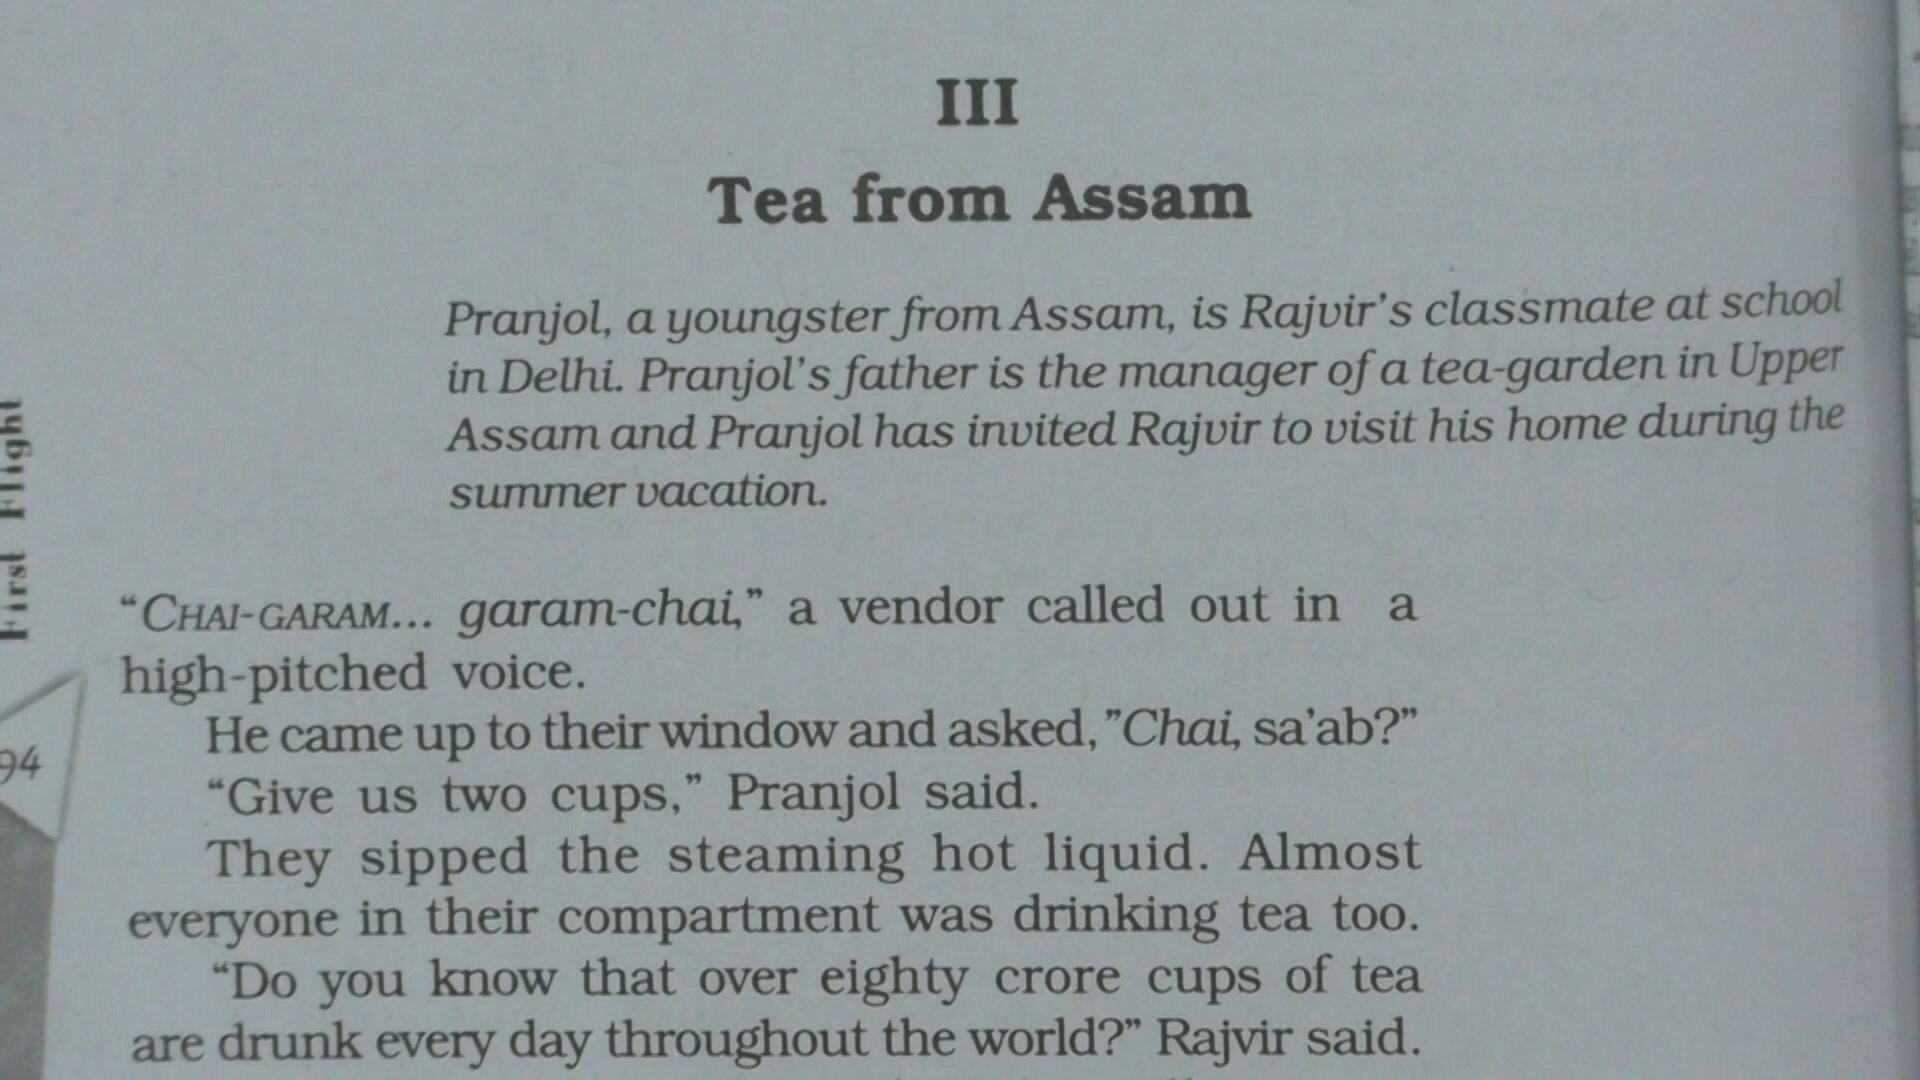 III
Tea from Assam
Pranjol, a youngster from Assam, is Rajvir's classmate at school
in Delhi. Pranjol's father is the manager of a tea-garden in Upper
Assam and Pranjol has invited Rajvir to visit his home during the
summer vacation.
“CHAI-GARAM... garam-chai,” a vendor called out in a
high-pitched voice.
He came up to their window and asked, ”Chai, sa’ab?”
“Give us two cups,” Pranjol said.
They sipped the steaming hot liquid. Almost
everyone in their compartment was drinking tea too.
“Do you know that over eighty crore cups of tea
are drunk every day throughout the world?” Rajvir said.
First Flight
94